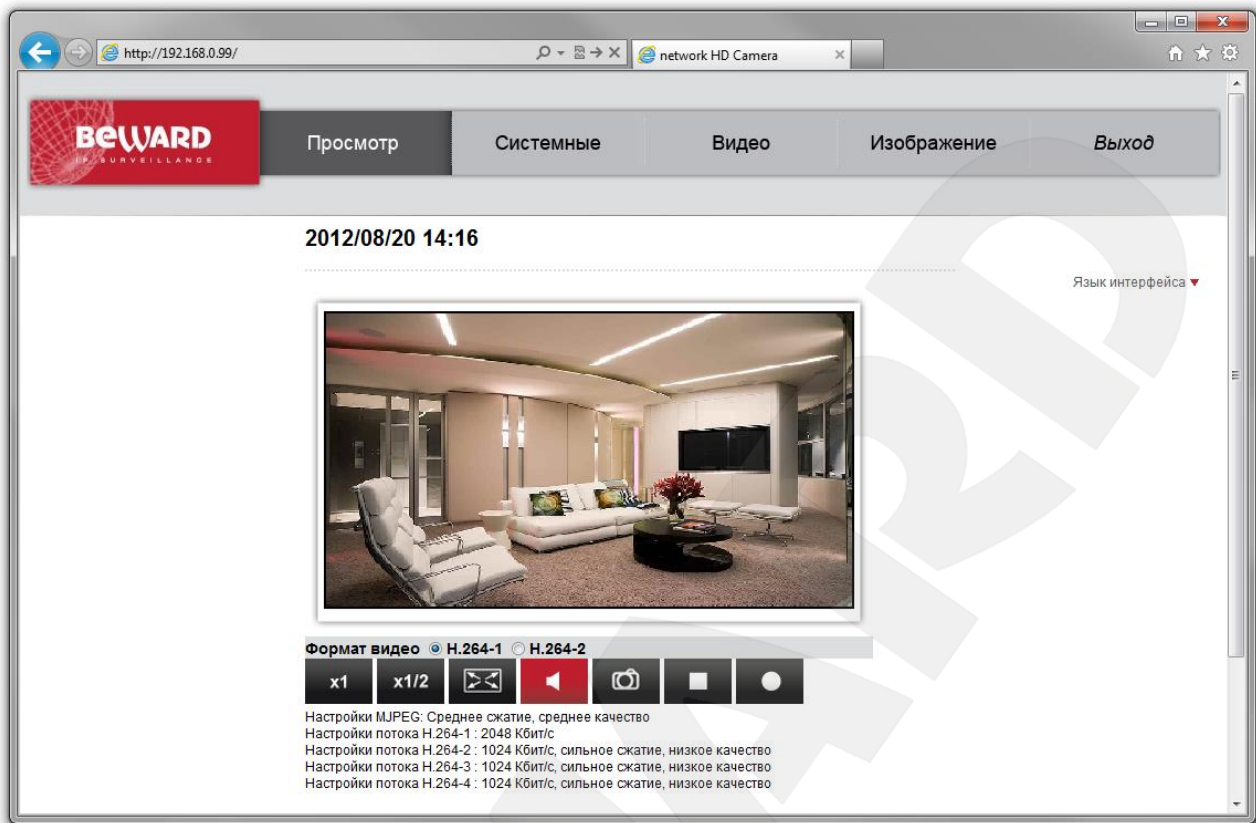 http://192.168.0.99/
network HD Camera
BEWARD
IP SURVEILLANCE
Просмотр
Системные
Видео
Изображение
Выход
2012/08/20 14:16
Язык интерфейса
Формат видео H.264-1 H.264-2
x1 x1/2
Настройки MJPEG: Среднее сжатие, среднее качество
Настройки потока H.264-1 : 2048 Кбит/с
Настройки потока H.264-2 : 1024 Кбит/с, сильное сжатие, низкое качество
Настройки потока H.264-3 : 1024 Кбит/с, сильное сжатие, низкое качество
Настройки потока H.264-4 : 1024 Кбит/с, сильное сжатие, низкое качество